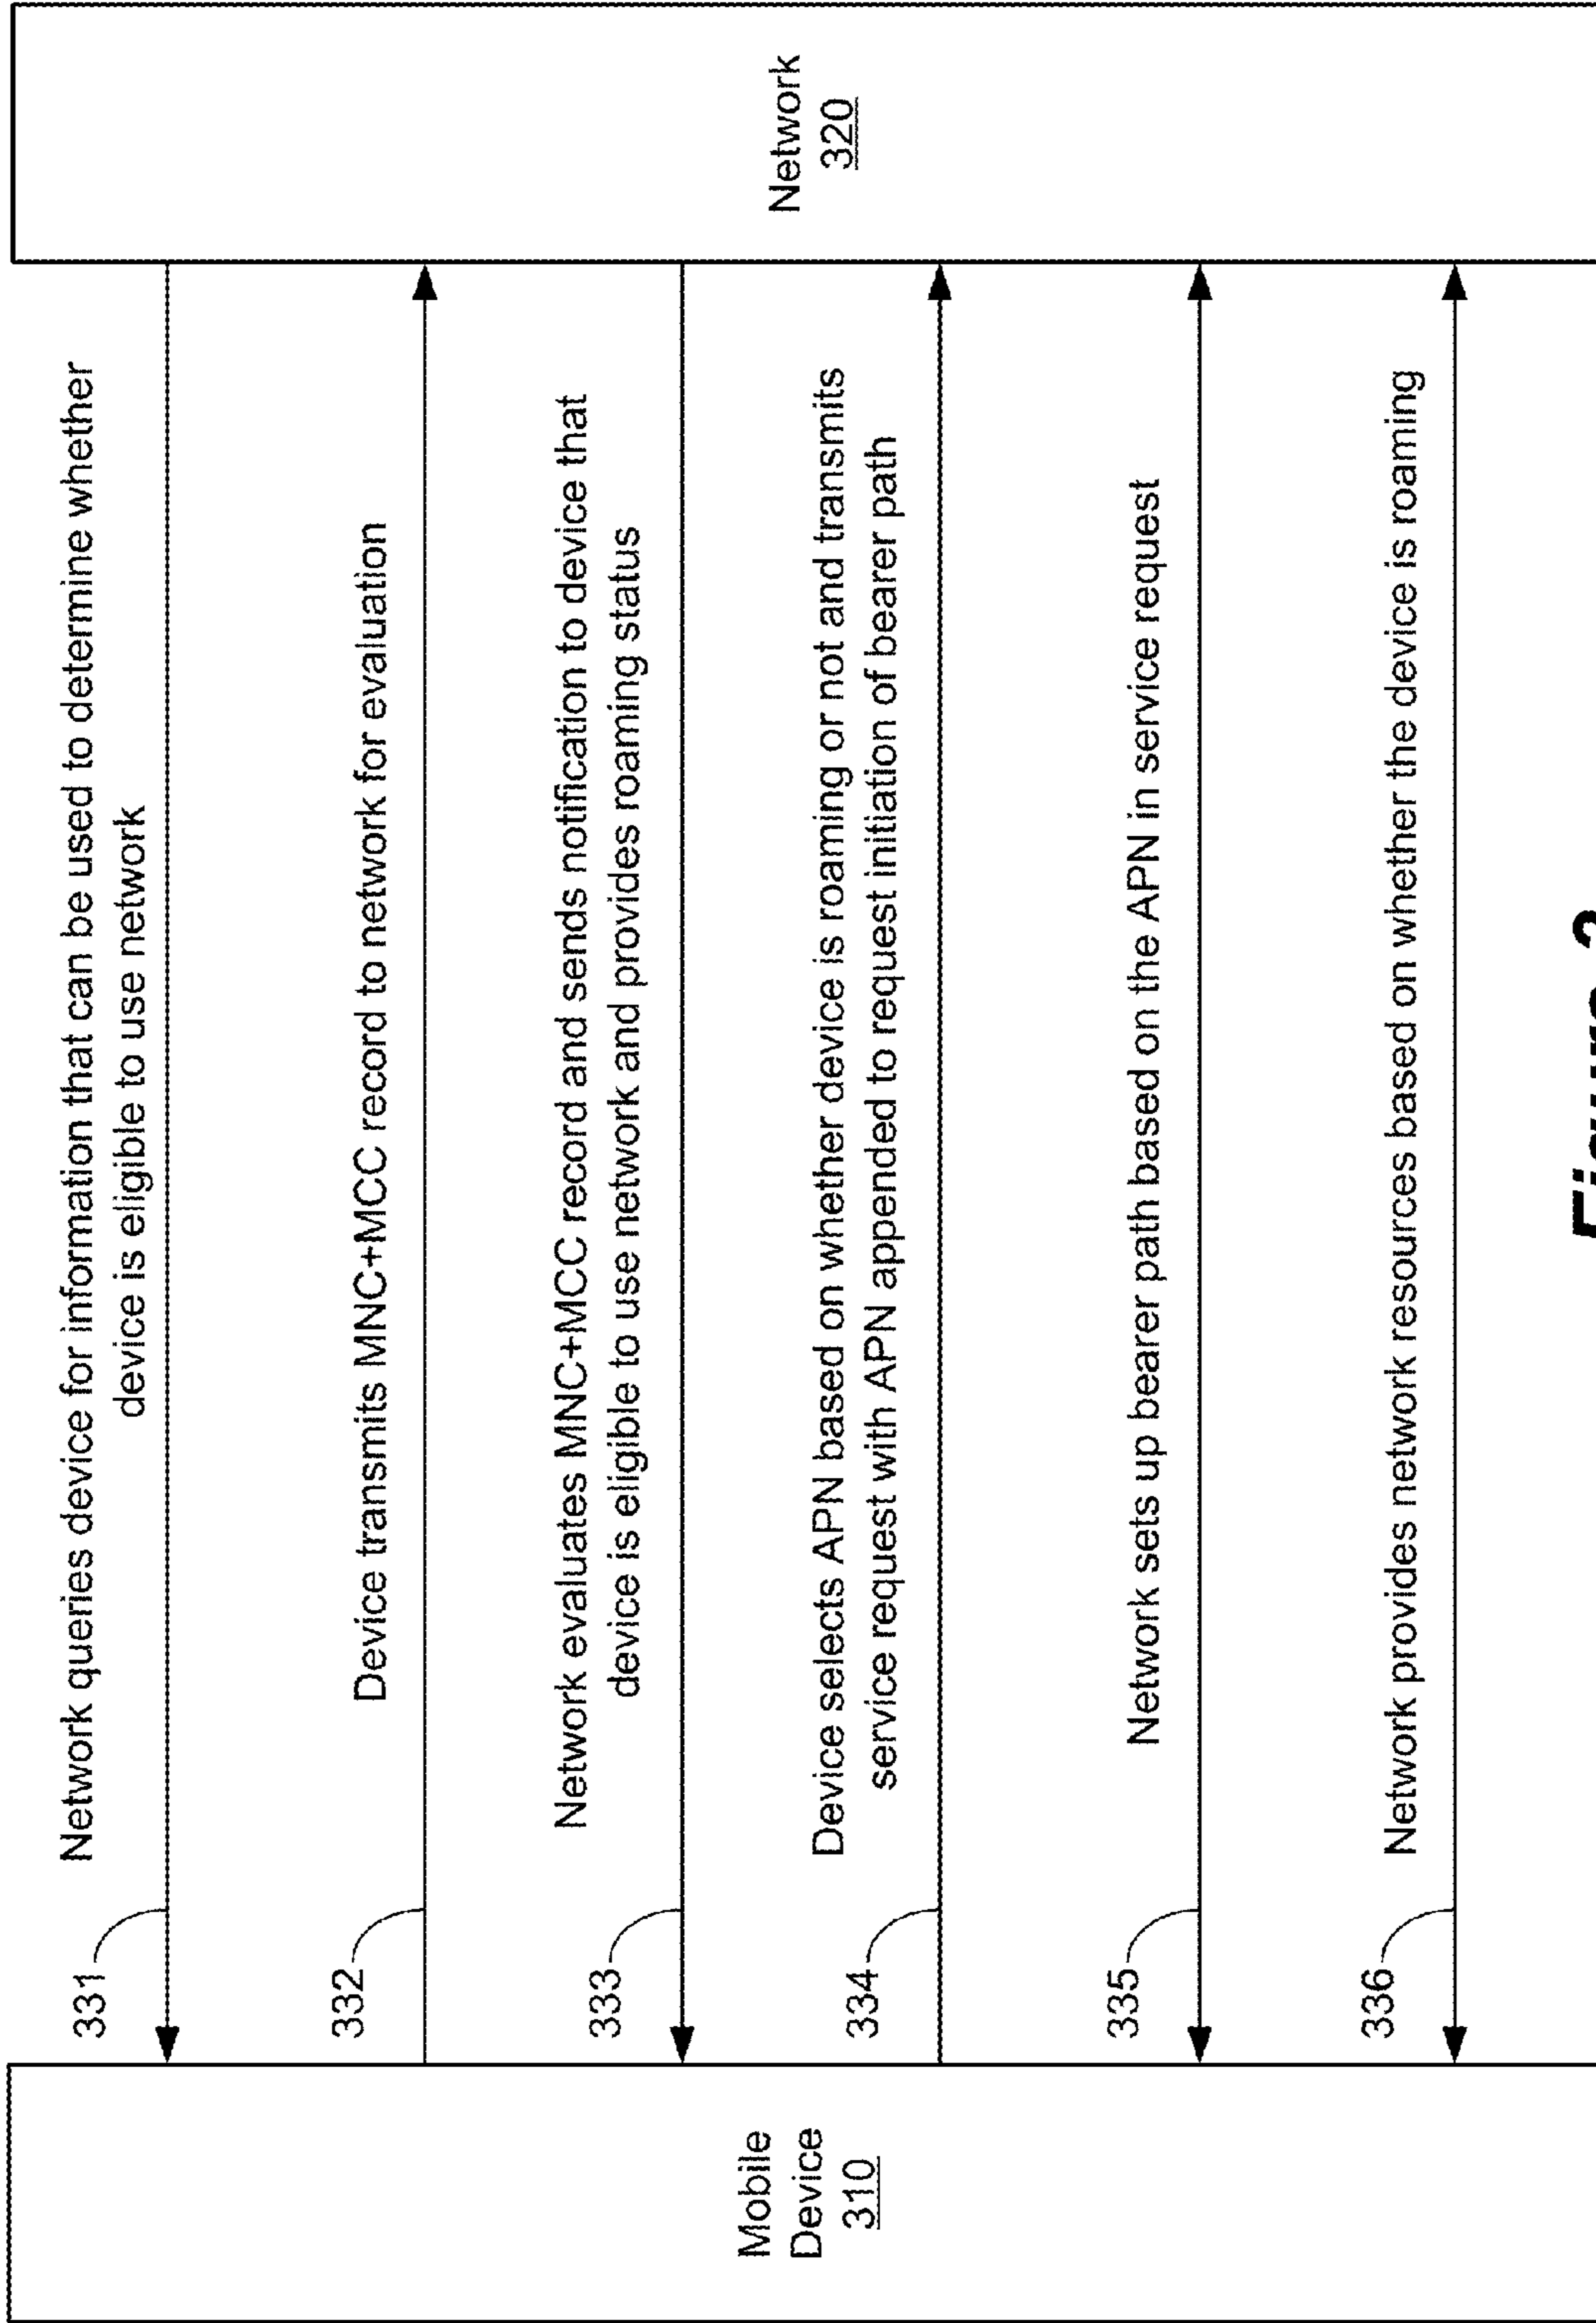 Mobile
Device
310
331
Network queries device for information that can be used to determine whether
device is eligible to use network
332
Device transmits MNC+MCC record to network for evaluation
333
Network evaluates MNC+MCC record and sends notification to device that
device is eligible to use network and provides roaming status
334
Device selects APN based on whether device is roaming or not and transmits
service request with APN appended to request initiation of bearer path
335
Network sets up bearer path based on the APN in service request
336
Network provides network resources based on whether the device is roaming
Network
320
Figure